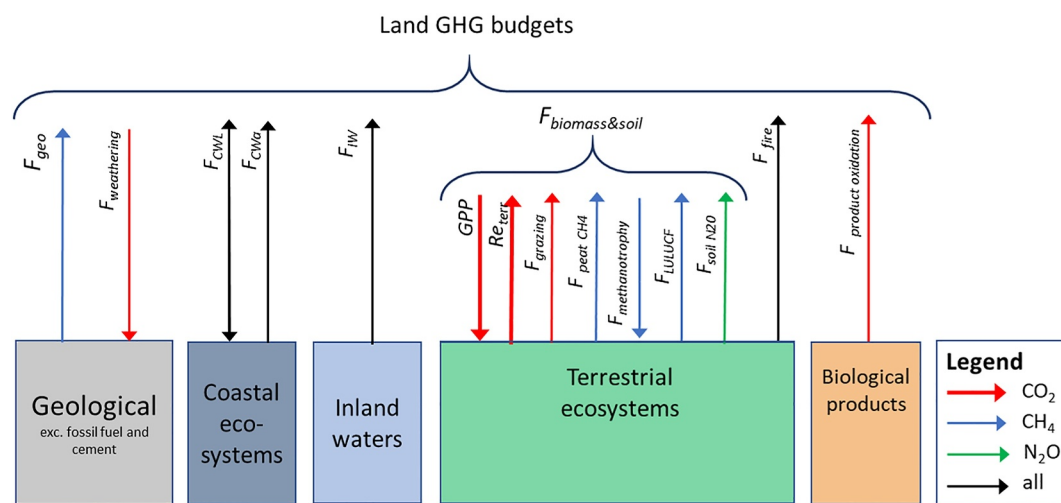 Land GHG budgets
F_biomass&soil
F_geo
F_weathering
F_CWL
F_CWa
F_IW
GPP
Re_terr
F_grazing
F_peat CH4
F_methanotrophy
F_LULUCF
F_soil N20
F_fire
F_product oxidation
Geological
exc. fossil fuel and
cement
Coastal
eco-
systems
Inland
waters
Terrestrial
ecosystems
Biological
products
Legend
CO₂
CH₄
N₂O
all